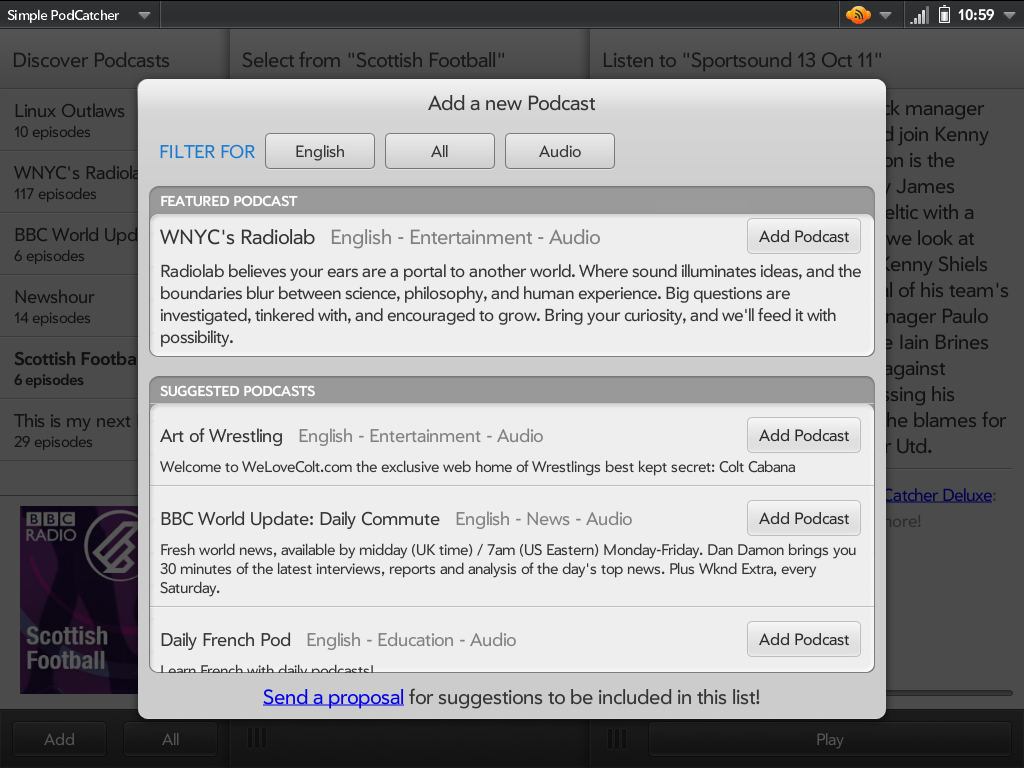 Simple PodCatcher
10:59
Discover Podcasts
Select from "Scottish Football"
Listen to "Sportsound 13 Oct 11"
Linux Outlaws
10 episodes
WNYC's Radiola
117 episodes
BBC World Upd
6 episodes
Newshour
14 episodes
Scottish Footba
6 episodes
This is my next
29 episodes
BBC
RADIO
Scottish
Football
Add a new Podcast
FILTER FOR
English
All
Audio
FEATURED PODCAST
WNYC's Radiolab English - Entertainment - Audio
Add Podcast
Radiolab believes your ears are a portal to another world. Where sound illuminates ideas, and the
boundaries blur between science, philosophy, and human experience. Big questions are
investigated, tinkered with, and encouraged to grow. Bring your curiosity, and we'll feed it with
possibility.
SUGGESTED PODCASTS
Art of Wrestling English - Entertainment - Audio
Add Podcast
Welcome to WeLoveColt.com the exclusive web home of Wrestlings best kept secret: Colt Cabana
BBC World Update: Daily Commute English - News - Audio
Add Podcast
Fresh world news, available by midday (UK time) / 7am (US Eastern) Monday-Friday. Dan Damon brings you
30 minutes of the latest interviews, reports and analysis of the day's top news. Plus Wknd Extra, every
Saturday.
Daily French Pod English - Education - Audio
Add Podcast
Learn French with daily podcasts!
Send a proposal for suggestions to be included in this list!
ck manager
d join Kenny
on is the
y James
eltic with a
we look at
Kenny Shiels
l of his team's
nager Paulo
e Iain Brines
against
ssing his
he blames for
r Utd.
Catcher Deluxe:
nore!
Add
All
Play